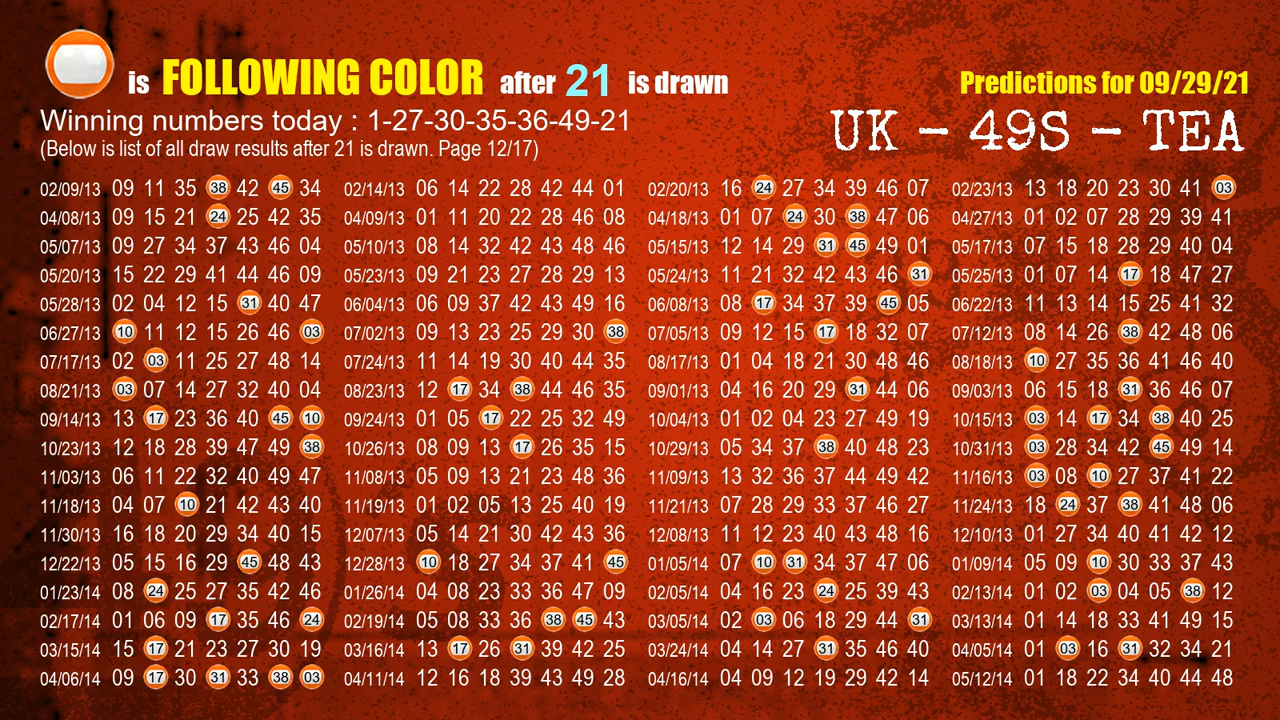 is FOLLOWING COLOR after 21 is drawn
Predictions for 09/29/21
Winning numbers today : 1-27-30-35-36-49-21
UK - 49S - TEA
(Below is list of all draw results after 21 is drawn. Page 12/17)
02/09/13 09 11 35 38 42 45 34 02/14/13 06 14 22 28 42 44 01 02/20/13 16 24 27 34 39 46 07 02/23/13 13 18 20 23 30 41 03
04/08/13 09 15 21 24 25 42 35 04/09/13 01 11 20 22 28 46 08 04/18/13 01 07 24 30 38 47 06 04/27/13 01 02 07 28 29 39 41
05/07/13 09 27 34 37 43 46 04 05/10/13 08 14 32 42 43 48 46 05/15/13 12 14 29 31 45 49 01 05/17/13 07 15 18 28 29 40 04
05/20/13 15 22 29 41 44 46 09 05/23/13 09 21 23 27 28 29 13 05/24/13 11 21 32 42 43 46 31 05/25/13 01 07 14 17 18 47 27
05/28/13 02 04 12 15 31 40 47 06/04/13 06 09 37 42 43 49 16 06/08/13 08 17 34 37 39 45 05 06/22/13 11 13 14 15 25 41 32
06/27/13 10 11 12 15 26 46 03 07/02/13 09 13 23 25 29 30 38 07/05/13 09 12 15 17 18 32 07 07/12/13 08 14 26 38 42 48 06
07/17/13 02 03 11 25 27 48 14 07/24/13 11 14 19 30 40 44 35 08/17/13 01 04 18 21 30 48 46 08/18/13 10 27 35 36 41 46 40
08/21/13 03 07 14 27 32 40 04 08/23/13 12 17 34 38 44 46 35 09/01/13 04 16 20 29 31 44 06 09/03/13 06 15 18 31 36 46 07
09/14/13 13 17 23 36 40 45 10 09/24/13 01 05 17 22 25 32 49 10/04/13 01 02 04 23 27 49 19 10/15/13 03 14 17 34 38 40 25
10/23/13 12 18 28 39 47 49 38 10/26/13 08 09 13 17 26 35 15 10/29/13 05 34 37 38 40 48 23 10/31/13 03 28 34 42 45 49 14
11/03/13 06 11 22 32 40 49 47 11/08/13 05 09 13 21 23 48 36 11/09/13 13 32 36 37 44 49 42 11/16/13 03 08 10 27 37 41 22
11/18/13 04 07 10 21 42 43 40 11/19/13 01 02 05 13 25 40 19 11/21/13 07 28 29 33 37 46 27 11/24/13 18 24 37 38 41 48 06
11/30/13 16 18 20 29 34 40 15 12/07/13 05 14 21 30 42 43 36 12/08/13 11 12 23 40 43 48 16 12/10/13 01 27 34 40 41 42 12
12/22/13 05 15 16 29 45 48 43 12/28/13 10 18 27 34 37 41 45 01/05/14 07 10 31 34 37 47 06 01/09/14 05 09 10 30 33 37 43
01/23/14 08 24 25 27 35 42 46 01/26/14 04 08 23 33 36 47 09 02/05/14 04 16 23 24 25 39 43 02/13/14 01 02 03 04 05 38 12
02/17/14 01 06 09 17 35 46 24 02/19/14 05 08 33 36 38 45 43 03/05/14 02 03 06 18 29 44 31 03/13/14 01 14 18 33 41 49 15
03/15/14 15 17 21 23 27 30 19 03/16/14 13 17 26 31 39 42 25 03/24/14 04 14 27 31 35 46 40 04/05/14 01 03 16 31 32 34 21
04/06/14 09 17 30 31 33 38 03 04/11/14 12 16 18 39 43 49 28 04/16/14 04 09 12 19 29 42 14 05/12/14 01 18 22 34 40 44 48